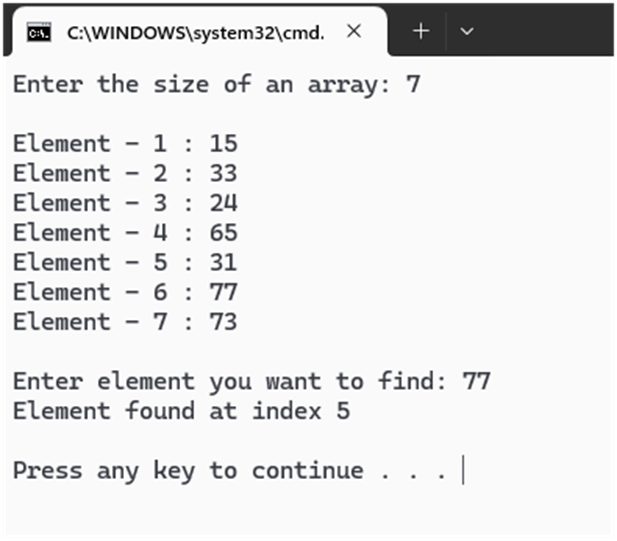 C:\WINDOWS\system32\cmd.
Enter the size of an array: 7
Element - 1 : 15
Element - 2 : 33
Element - 3 : 24
Element - 4 : 65
Element - 5 : 31
Element - 6 : 77
Element - 7 : 73
Enter element you want to find: 77
Element found at index 5
Press any key to continue . . .